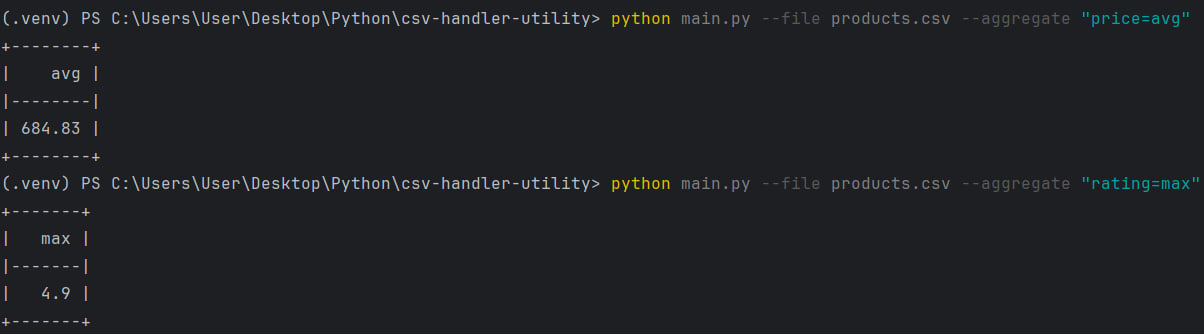 (.venv) PS C:\Users\User\Desktop\Python\csv-handler-utility> python main.py --file products.csv --aggregate "price=avg"
+--------+
|    avg |
|--------|
| 684.83 |
+--------+
(.venv) PS C:\Users\User\Desktop\Python\csv-handler-utility> python main.py --file products.csv --aggregate "rating=max"
+-------+
|   max |
|-------|
|   4.9 |
+-------+